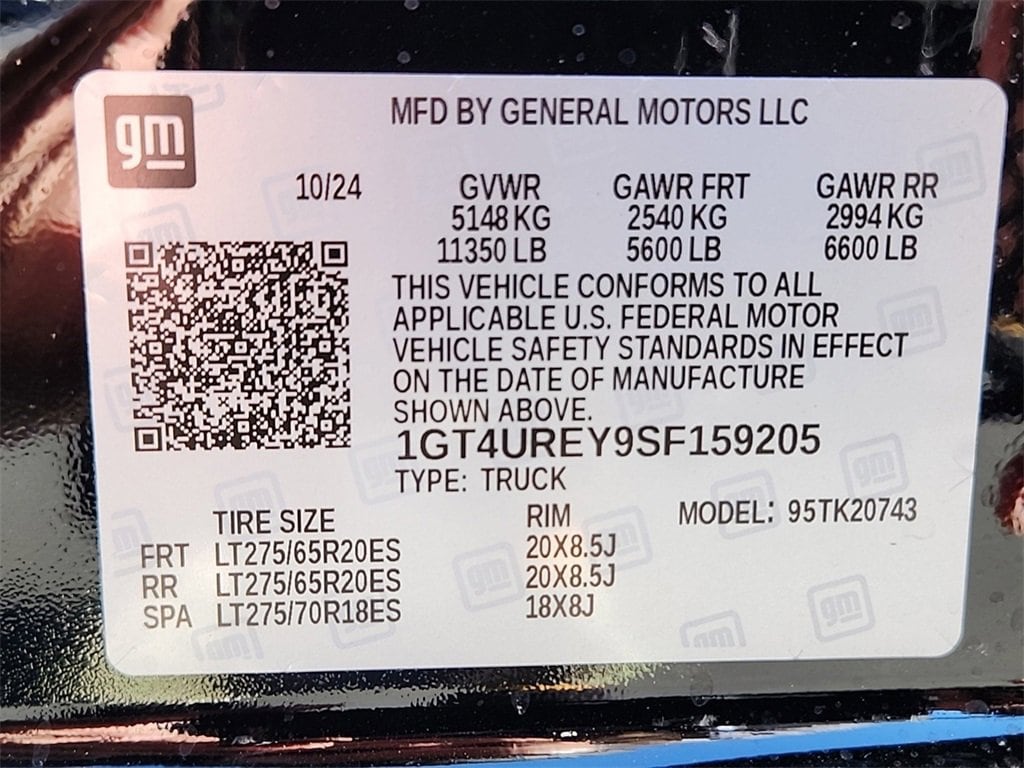 gm
MFD BY GENERAL MOTORS LLC
10/24 GVWR GAWR FRT GAWR RR
5148 KG 2540 KG 2994 KG
11350 LB 5600 LB 6600 LB
THIS VEHICLE CONFORMS TO ALL
APPLICABLE U.S. FEDERAL MOTOR
VEHICLE SAFETY STANDARDS IN EFFECT
ON THE DATE OF MANUFACTURE
SHOWN ABOVE.
1GT4UREY9SF159205
TYPE: TRUCK
TIRE SIZE RIM MODEL: 95TK20743
FRT LT275/65R20ES 20X8.5J
RR LT275/65R20ES 20X8.5J
SPA LT275/70R18ES 18X8J